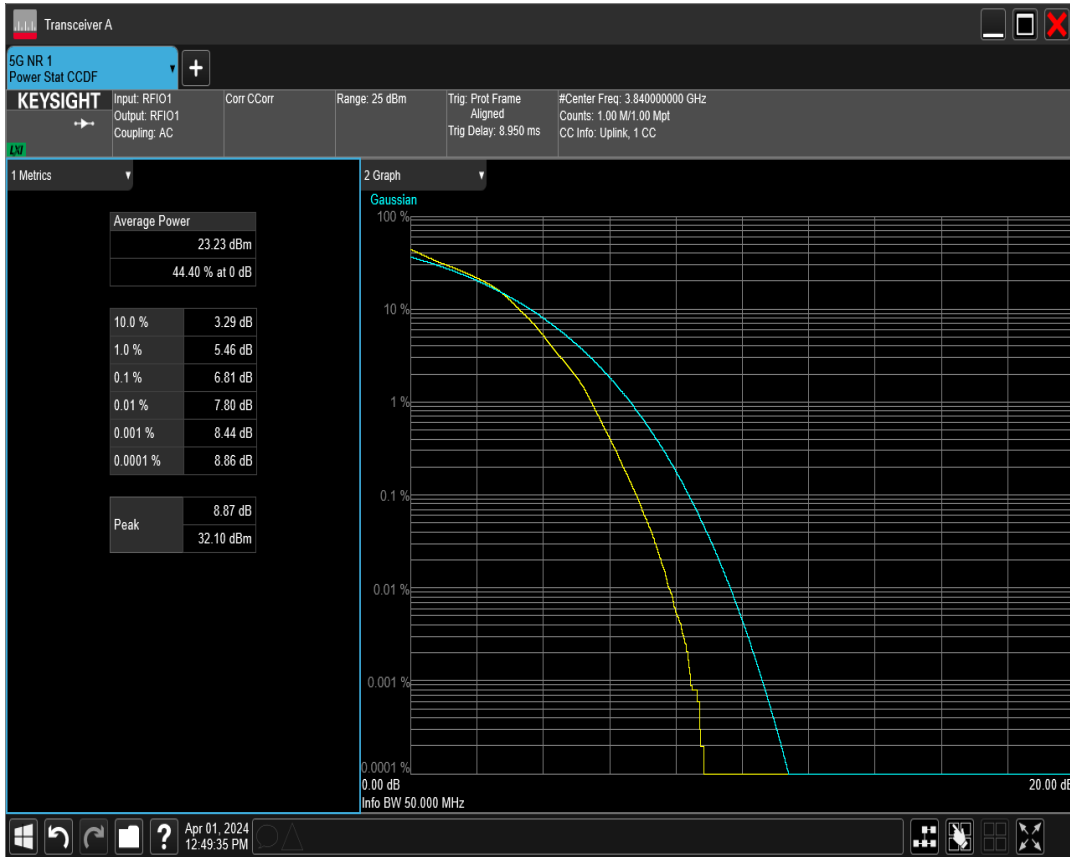 Transceiver A
5G NR 1
Power Stat CCDF
KEYSIGHT
LXI
Input: RFIO1
Output: RFIO1
Coupling: AC
Corr CCorr
Range: 25 dBm
Trig: Prot Frame
Aligned
Trig Delay: 8.950 ms
#Center Freq: 3.840000000 GHz
Counts: 1.00 M/1.00 Mpt
CC Info: Uplink, 1 CC
1 Metrics
Average Power
23.23 dBm
44.40 % at 0 dB
10.0 % 3.29 dB
1.0 % 5.46 dB
0.1 % 6.81 dB
0.01 % 7.80 dB
0.001 % 8.44 dB
0.0001 % 8.86 dB
Peak 8.87 dB
32.10 dBm
2 Graph
Gaussian
100 %
10 %
1 %
0.1 %
0.01 %
0.001 %
0.0001 %
0.00 dB 20.00 dB
Info BW 50.000 MHz
? Apr 01, 2024
12:49:35 PM